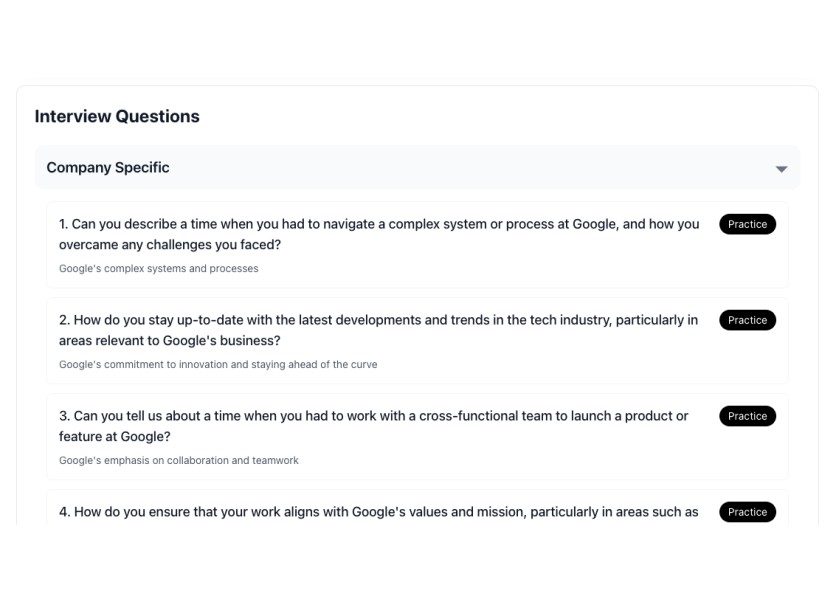 Interview Questions
Company Specific
1. Can you describe a time when you had to navigate a complex system or process at Google, and how you
overcame any challenges you faced?
Practice
Google's complex systems and processes
2. How do you stay up-to-date with the latest developments and trends in the tech industry, particularly in
areas relevant to Google's business?
Practice
Google's commitment to innovation and staying ahead of the curve
3. Can you tell us about a time when you had to work with a cross-functional team to launch a product or
feature at Google?
Practice
Google's emphasis on collaboration and teamwork
4. How do you ensure that your work aligns with Google's values and mission, particularly in areas such as
Practice